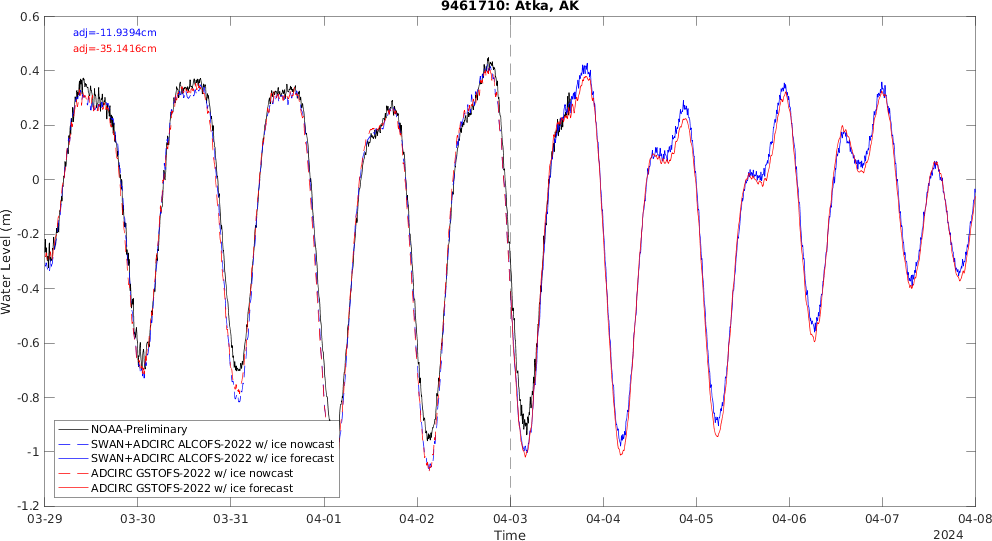 9461710: Atka, AK
adj=-11.9394cm
adj=-35.1416cm
0.6
0.4
0.2
0
-0.2
-0.4
-0.6
-0.8
-1
-1.2
Water Level (m)
NOAA-Preliminary
SWAN+ADCIRC ALCOFS-2022 w/ ice nowcast
SWAN+ADCIRC ALCOFS-2022 w/ ice forecast
ADCIRC GSTOFS-2022 w/ ice nowcast
ADCIRC GSTOFS-2022 w/ ice forecast
03-29 03-30 03-31 04-01 04-02 04-03 04-04 04-05 04-06 04-07 04-08
Time
2024